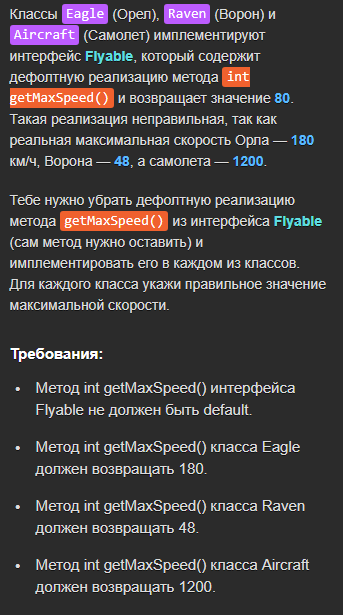 Классы Eagle (Орел), Raven (Ворон) и
Aircraft (Самолет) имплементируют
интерфейс Flyable, который содержит
дефолтную реализацию метода int
getMaxSpeed() и возвращает значение 80.
Такая реализация неправильная, так как
реальная максимальная скорость Орла — 180
км/ч, Ворона — 48, а самолета — 1200.
Тебе нужно убрать дефолтную реализацию
метода getMaxSpeed() из интерфейса Flyable
(сам метод нужно оставить) и
имплементировать его в каждом из классов.
Для каждого класса укажи правильное значение
максимальной скорости.
Требования:
• Метод int getMaxSpeed() интерфейса
Flyable не должен быть default.
• Метод int getMaxSpeed() класса Eagle
должен возвращать 180.
• Метод int getMaxSpeed() класса Raven
должен возвращать 48.
• Метод int getMaxSpeed() класса Aircraft
должен возвращать 1200.